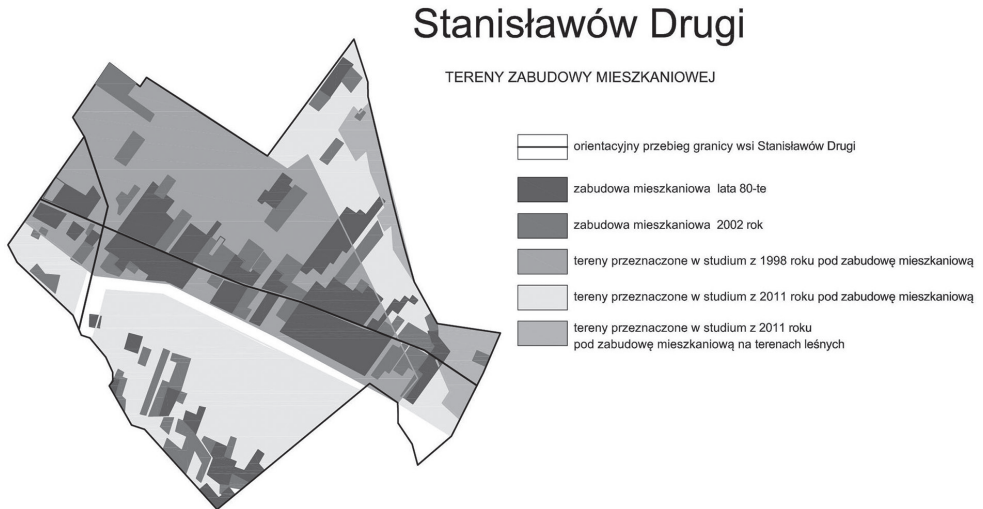 Stanisławów Drugi
TERENY ZABUDOWY MIESZKANIOWEJ
orientacyjny przebieg granicy wsi Stanisławów Drugi
zabudowa mieszkaniowa lata 80-te
zabudowa mieszkaniowa 2002 rok
tereny przeznaczone w studium z 1998 roku pod zabudowę mieszkaniową
tereny przeznaczone w studium z 2011 roku pod zabudowę mieszkaniową
tereny przeznaczone w studium z 2011 roku
pod zabudowę mieszkaniową na terenach leśnych